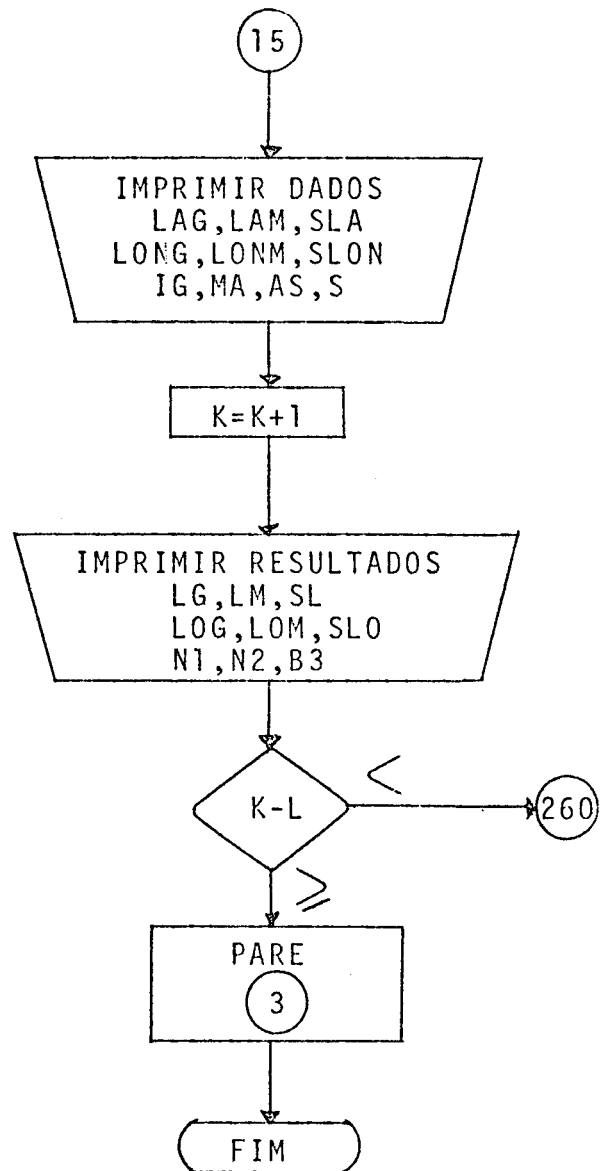 15
IMPRIMIR DADOS
LAG,LAM,SLA
LONG,LONM,SLON
IG,MA,AS,S
K=K+1
IMPRIMIR RESULTADOS
LG,LM,SL
LOG,LOM,SLO
N1,N2,B3
<
K-L
260
≥
PARE
3
FIM